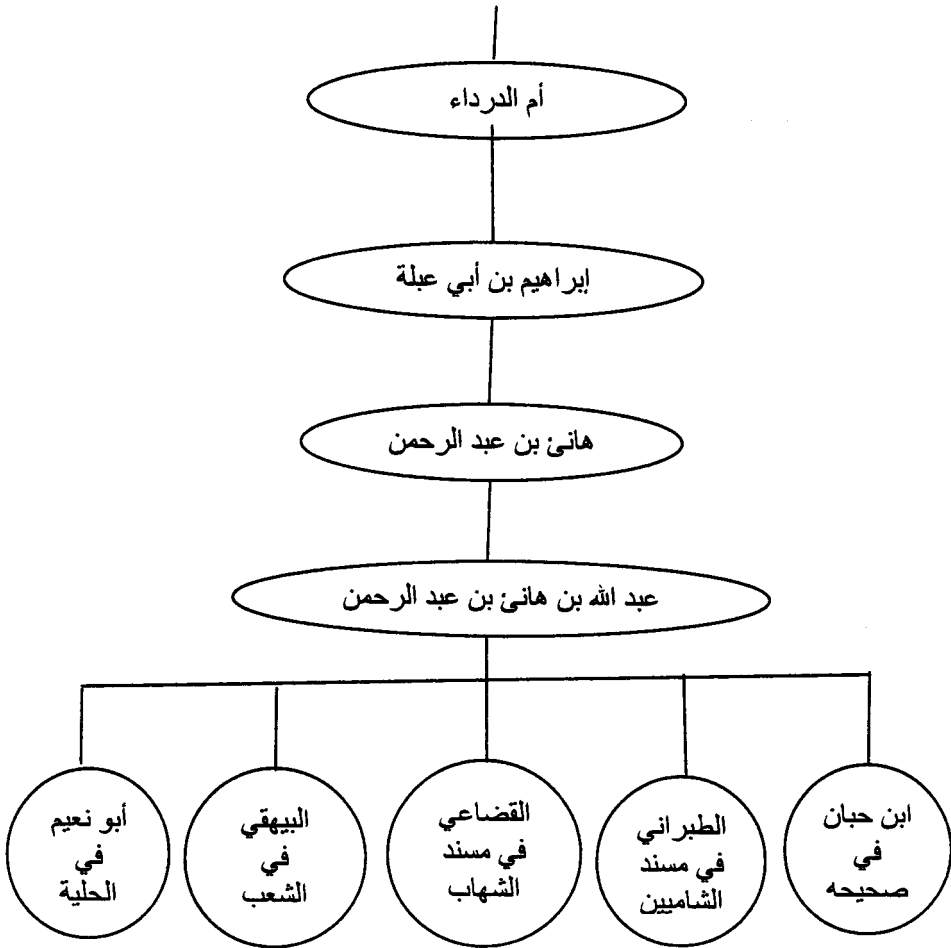 أم الدرداء
إبراهيم بن أبي عبلة
هانئ بن عبد الرحمن
عبد الله بن هانئ بن عبد الرحمن
ابن حبان
في
صحيحه
الطبراني
في مسند
الشاميين
القضاعي
في مسند
الشهاب
البيهقي
في
الشعب
أبو نعيم
في
الحلية